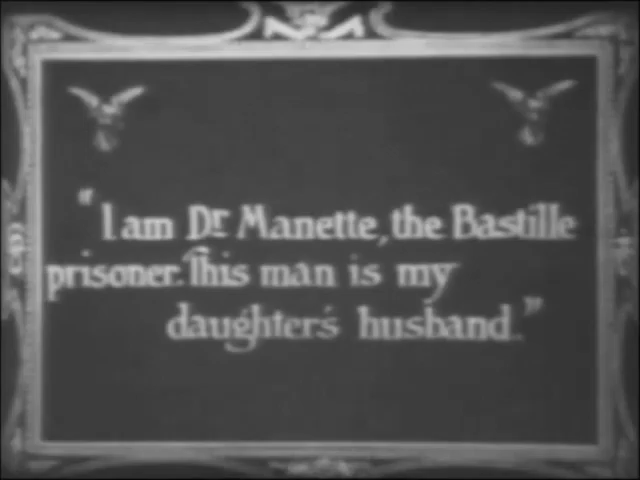 "I am Dr Manette, the Bastille
prisoner. This man is my
daughter's husband."